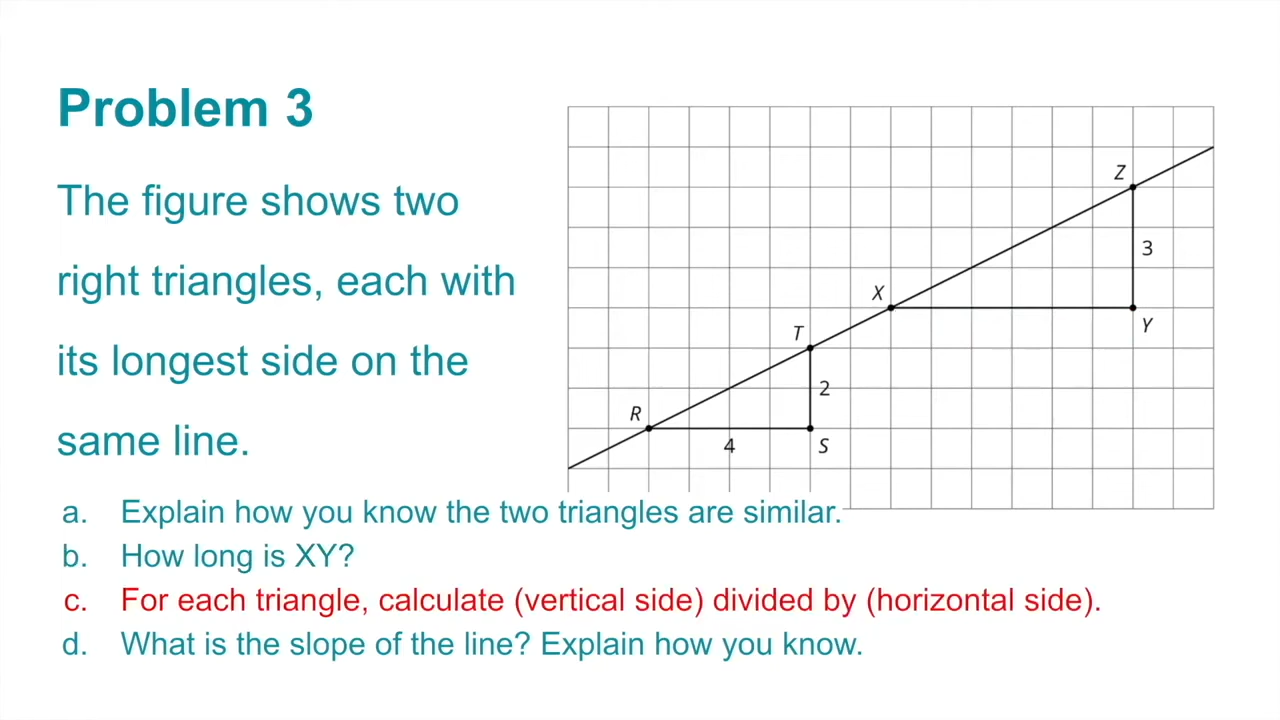 Problem 3
The figure shows two
right triangles, each with
its longest side on the
same line.
Z
3
X
Y
T
2
R
4
S
a. Explain how you know the two triangles are similar.
b. How long is XY?
c. For each triangle, calculate (vertical side) divided by (horizontal side).
d. What is the slope of the line? Explain how you know.